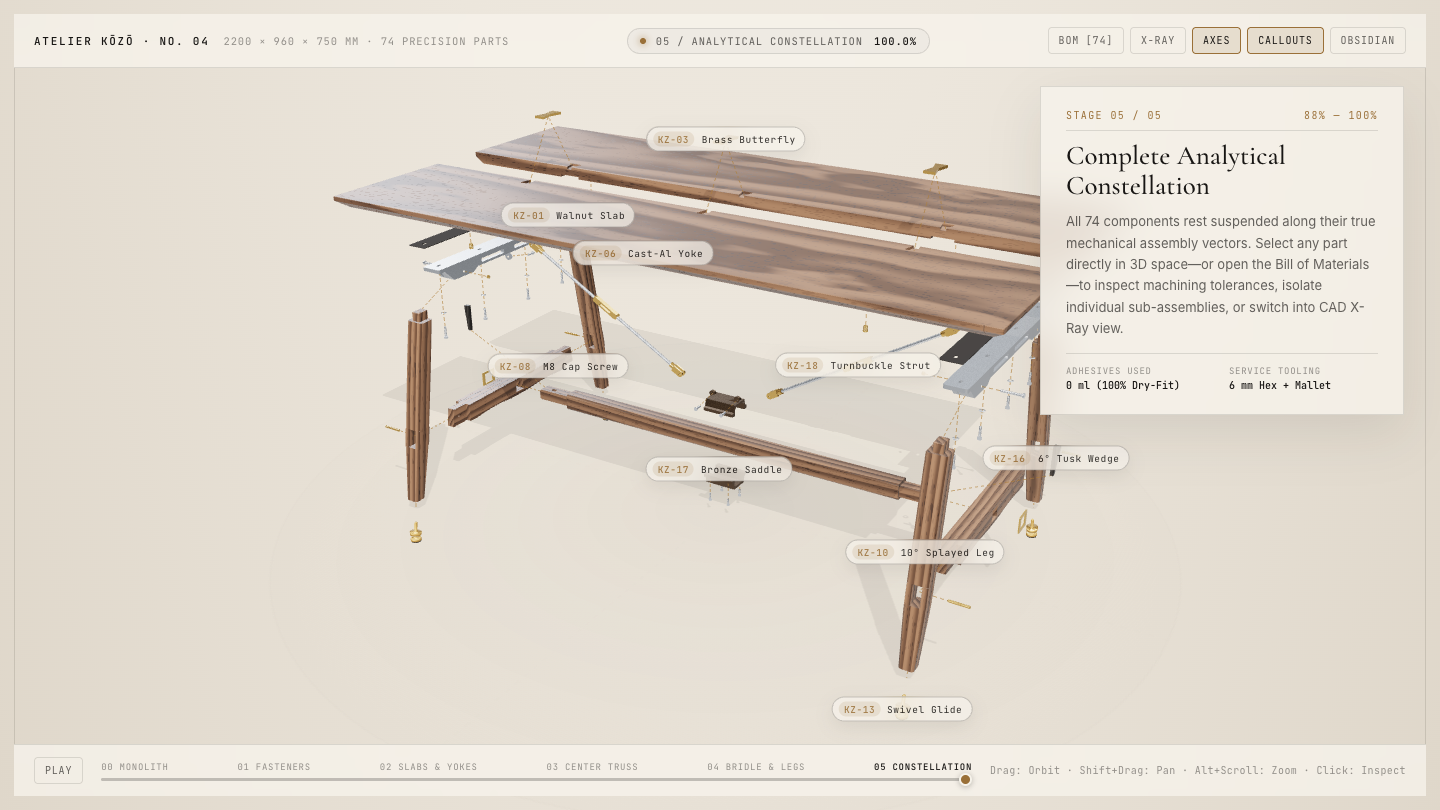 ATELIER KŌZŌ · NO. 04 2200 × 960 × 750 MM · 74 PRECISION PARTS
05 / ANALYTICAL CONSTELLATION 100.0%
BOM [74] X-RAY AXES CALLOUTS OBSIDIAN
STAGE 05 / 05 88% — 100%
Complete Analytical
Constellation
All 74 components rest suspended along their true
mechanical assembly vectors. Select any part
directly in 3D space—or open the Bill of Materials
—to inspect machining tolerances, isolate
individual sub-assemblies, or switch into CAD X-
Ray view.
ADHESIVES USED SERVICE TOOLING
0 ml (100% Dry-Fit) 6 mm Hex + Mallet
KZ-03 Brass Butterfly
KZ-01 Walnut Slab
KZ-06 Cast-Al Yoke
KZ-08 M8 Cap Screw
KZ-18 Turnbuckle Strut
KZ-17 Bronze Saddle
KZ-16 6° Tusk Wedge
KZ-10 10° Splayed Leg
KZ-13 Swivel Glide
PLAY
00 MONOLITH 01 FASTENERS 02 SLABS & YOKES 03 CENTER TRUSS 04 BRIDLE & LEGS 05 CONSTELLATION
Drag: Orbit · Shift+Drag: Pan · Alt+Scroll: Zoom · Click: Inspect